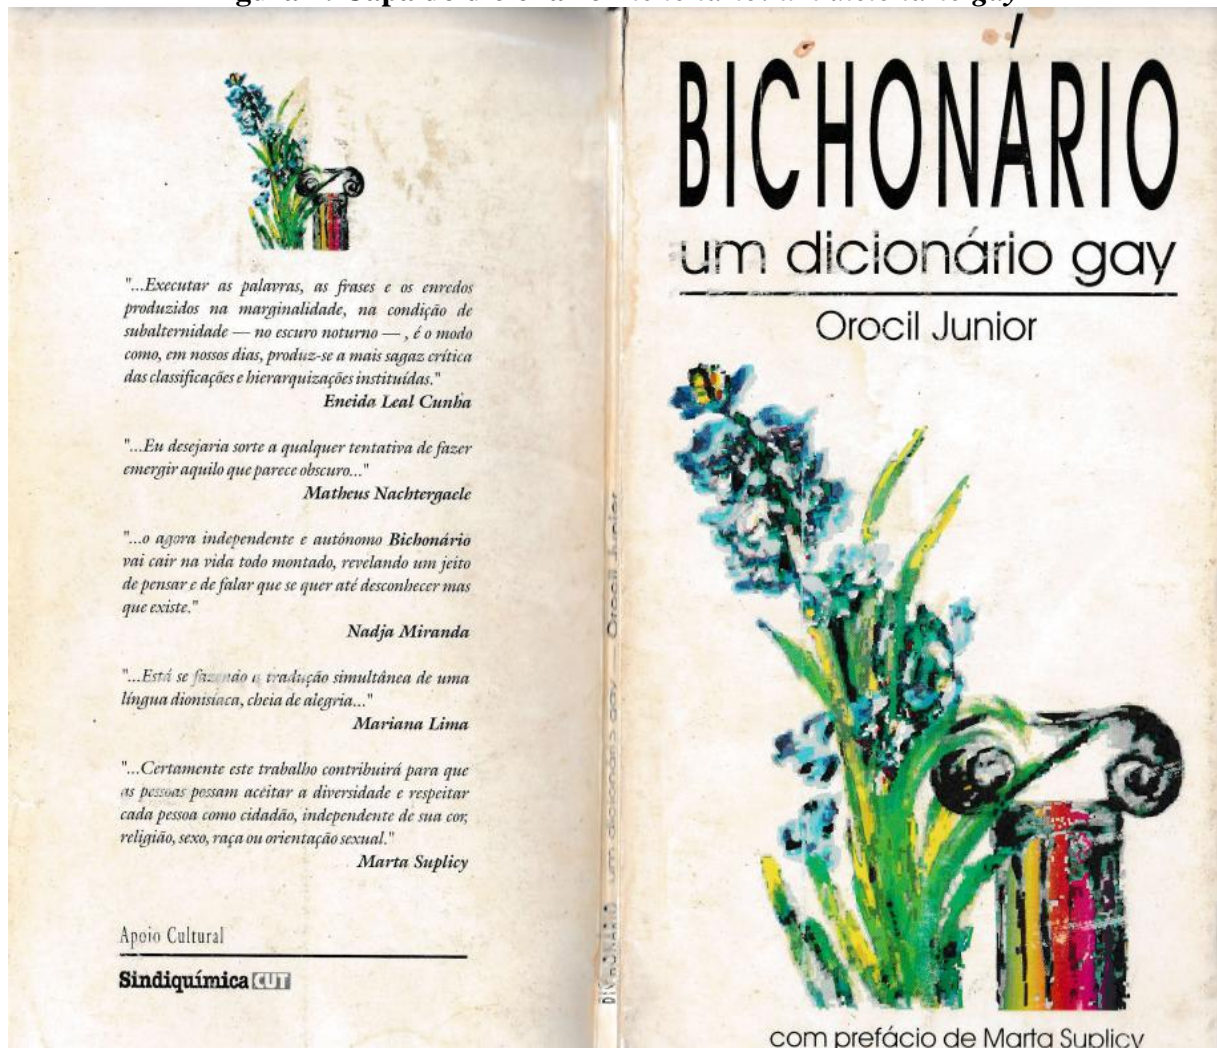 "...Executar as palavras, as frases e os enredos
produzidos na marginalidade, na condição de
subalternidade — no escuro noturno — , é o modo
como, em nossos dias, produz-se a mais sagaz crítica
das classificações e hierarquizações instituídas."
Eneida Leal Cunha
"...Eu desejaria sorte a qualquer tentativa de fazer
emergir aquilo que parece obscuro..."
Matheus Nachtergaele
"...o agora independente e autónomo Bichonário
vai cair na vida todo montado, revelando um jeito
de pensar e de falar que se quer até desconhecer mas
que existe."
Nadja Miranda
"...Está se fazendo a tradução simultânea de uma
língua dionisíaca, cheia de alegria..."
Mariana Lima
"...Certamente este trabalho contribuirá para que
as pessoas possam aceitar a diversidade e respeitar
cada pessoa como cidadão, independente de sua cor,
religião, sexo, raça ou orientação sexual."
Marta Suplicy
Apoio Cultural
Sindiquímica CUT
BICHONÁRIO um dicionário gay Orocil Junior
BICHONÁRIO
um dicionário gay
Orocil Junior
com prefácio de Marta Suplicy